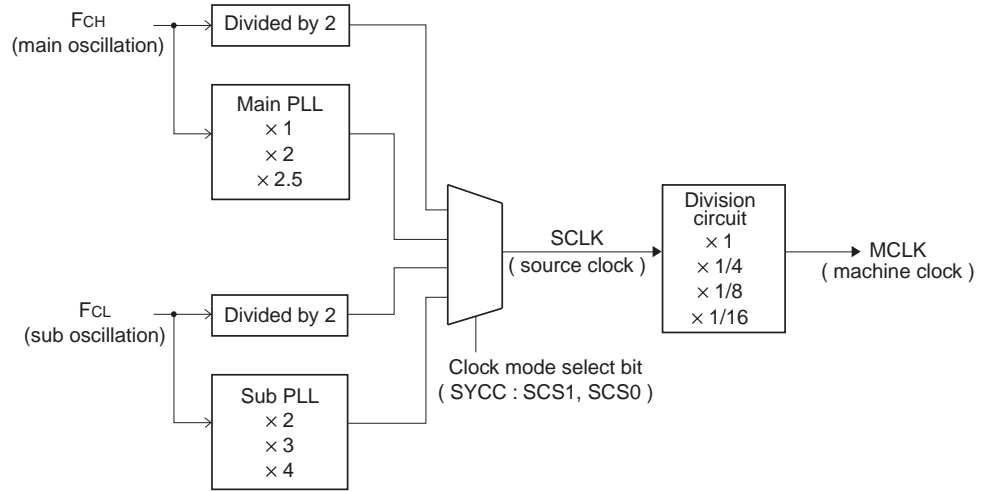 FCH
(main oscillation)
Divided by 2
Main PLL
× 1
× 2
× 2.5
FCL
(sub oscillation)
Divided by 2
Sub PLL
× 2
× 3
× 4
Clock mode select bit
( SYCC : SCS1, SCS0 )
SCLK
( source clock )
Division
circuit
× 1
× 1/4
× 1/8
× 1/16
MCLK
( machine clock )